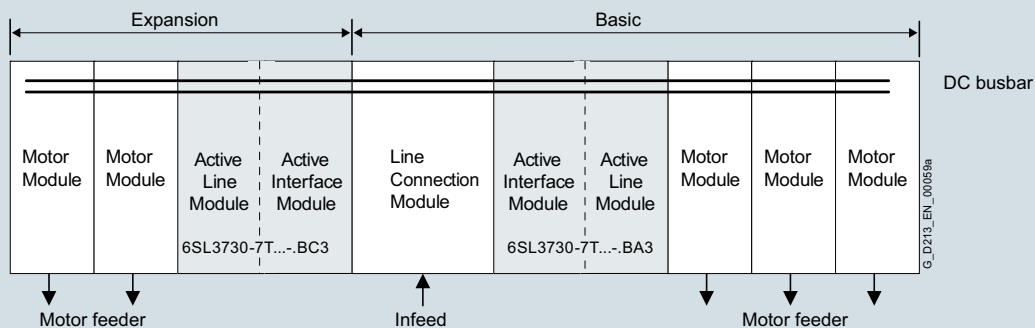 Expansion
Basic
DC busbar
Motor
Module
Motor
Module
Active
Line
Module
Active
Interface
Module
6SL3730-7T...-.BC3
Line
Connection
Module
Active
Interface
Module
Active
Line
Module
6SL3730-7T...-.BA3
Motor
Module
Motor
Module
Motor
Module
G_D213_EN_00059a
Motor feeder
Infeed
Motor feeder